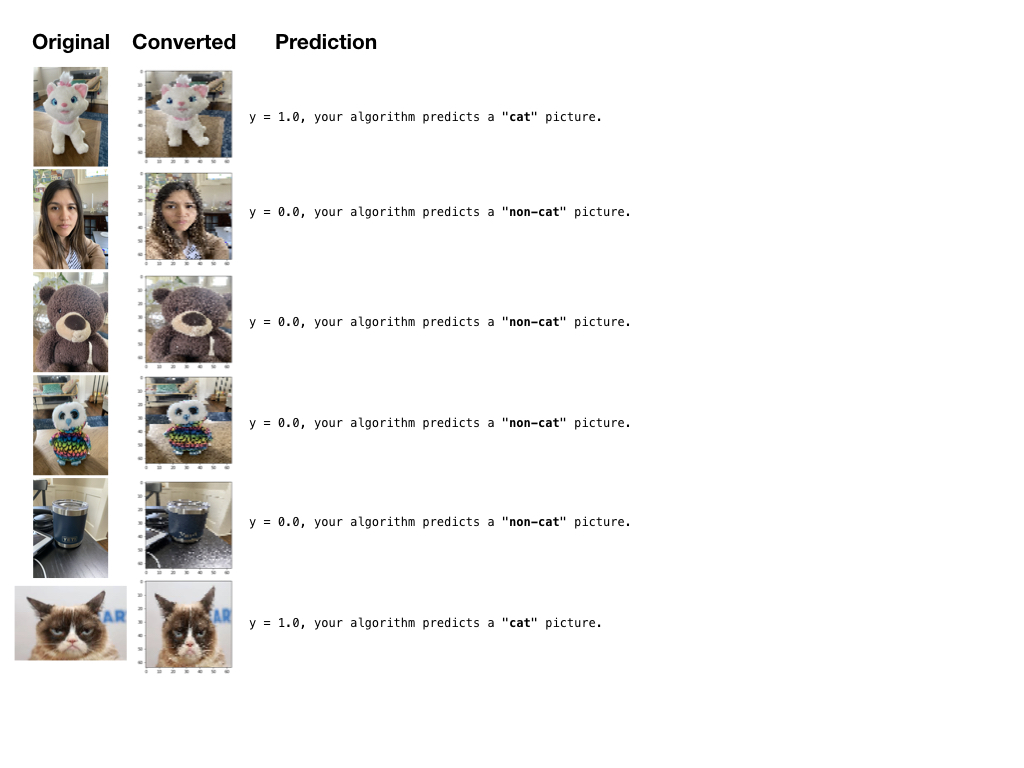 Original Converted Prediction
y = 1.0, your algorithm predicts a "cat" picture.
y = 0.0, your algorithm predicts a "non-cat" picture.
y = 0.0, your algorithm predicts a "non-cat" picture.
y = 0.0, your algorithm predicts a "non-cat" picture.
YETI
y = 0.0, your algorithm predicts a "non-cat" picture.
AR
y = 1.0, your algorithm predicts a "cat" picture.